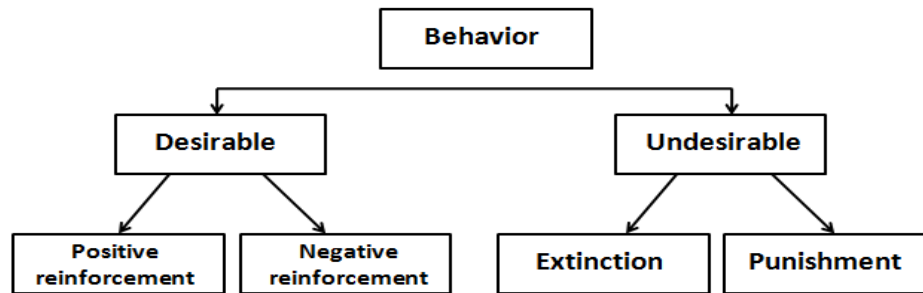 Behavior
Desirable
Undesirable
Positive
reinforcement
Negative
reinforcement
Extinction
Punishment